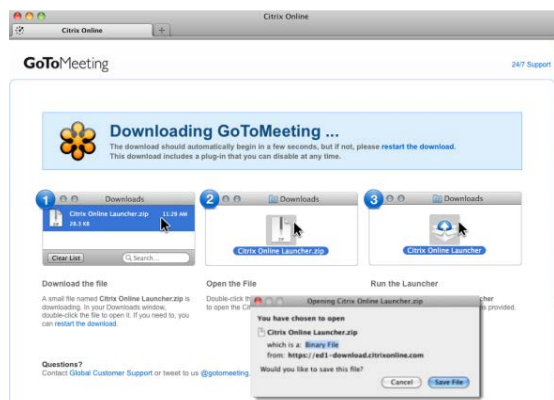 Citrix Online
Citrix Online
GoToMeeting
24/7 Support
Downloading GoToMeeting ...
The download should automatically begin in a few seconds, but if not, please restart the download.
This download includes a plug-in that you can disable at any time.
1
Downloads
Citrix Online Launcher.zip 11:29 AM
28.3 KB
Clear List
Search...
2
Downloads
ZIP
Citrix Online Launcher.zip
3
Downloads
Citrix Online Launcher
Download the file
A small file named Citrix Online Launcher.zip is
downloading. In your Downloads window,
double-click the file to open it. If you need to, you
can restart the download.
Open the File
Double-click th
to open the Cit
Run the Launcher
cher
s provided.
Opening Citrix Online Launcher.zip
You have chosen to open
Citrix Online Launcher.zip
which is a: Binary File
from: https://ed1-download.citrixonline.com
Would you like to save this file?
Cancel
Save File
Questions?
Contact Global Customer Support or tweet to us @gotomeeting.